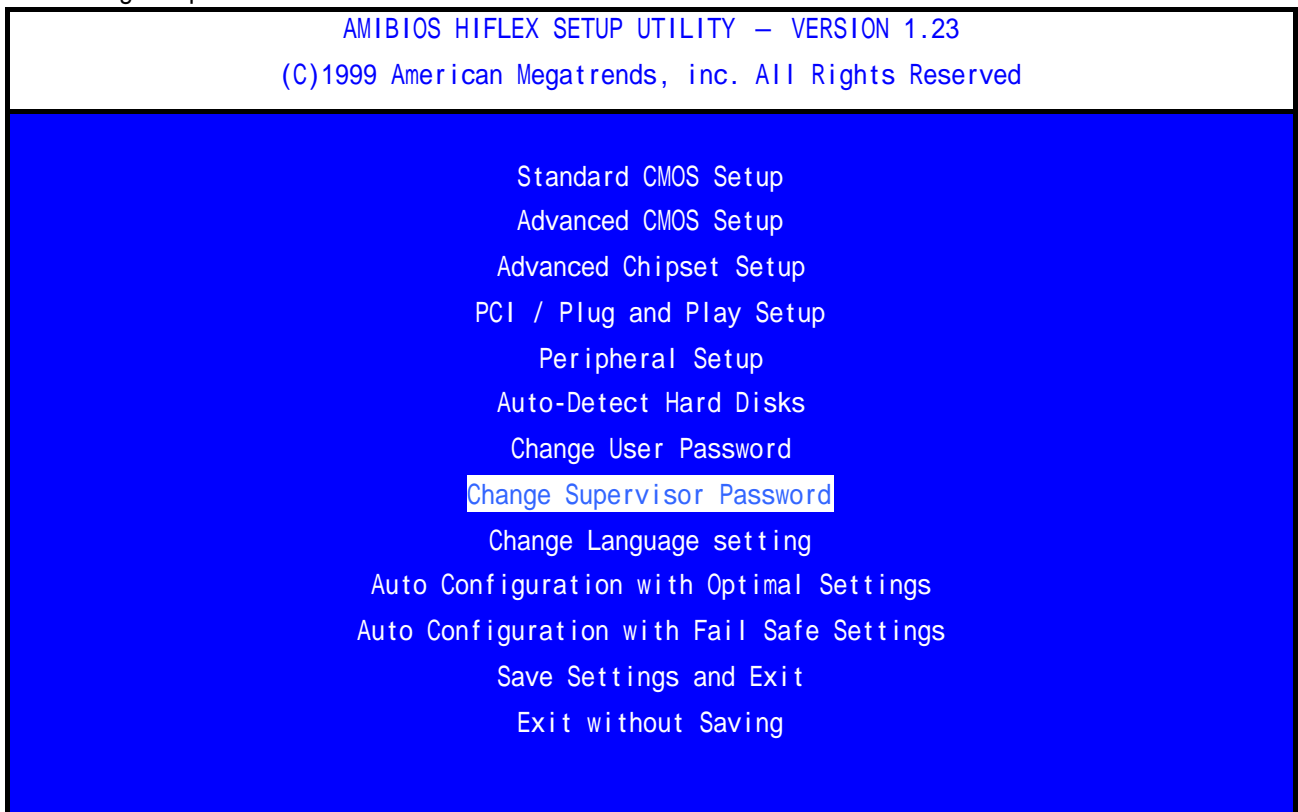 AMIBIOS HIFLEX SETUP UTILITY – VERSION 1.23
(C)1999 American Megatrends, inc. All Rights Reserved
Standard CMOS Setup
Advanced CMOS Setup
Advanced Chipset Setup
PCI / Plug and Play Setup
Peripheral Setup
Auto-Detect Hard Disks
Change User Password
Change Supervisor Password
Change Language setting
Auto Configuration with Optimal Settings
Auto Configuration with Fail Safe Settings
Save Settings and Exit
Exit without Saving